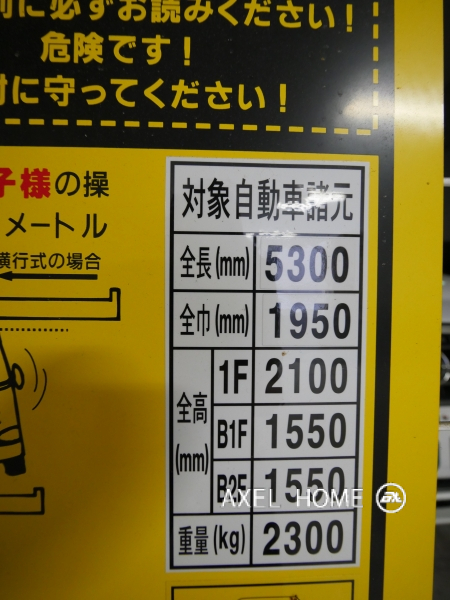 前に必ずお読みください！
危険です！
対に守ってください！
子様の操
メートル
横行式の場合
対象自動車諸元
全長(mm) 5300
全巾(mm) 1950
全高(mm) 1F 2100
B1F 1550
B2F 1550
重量(kg) 2300
AXEL HOME